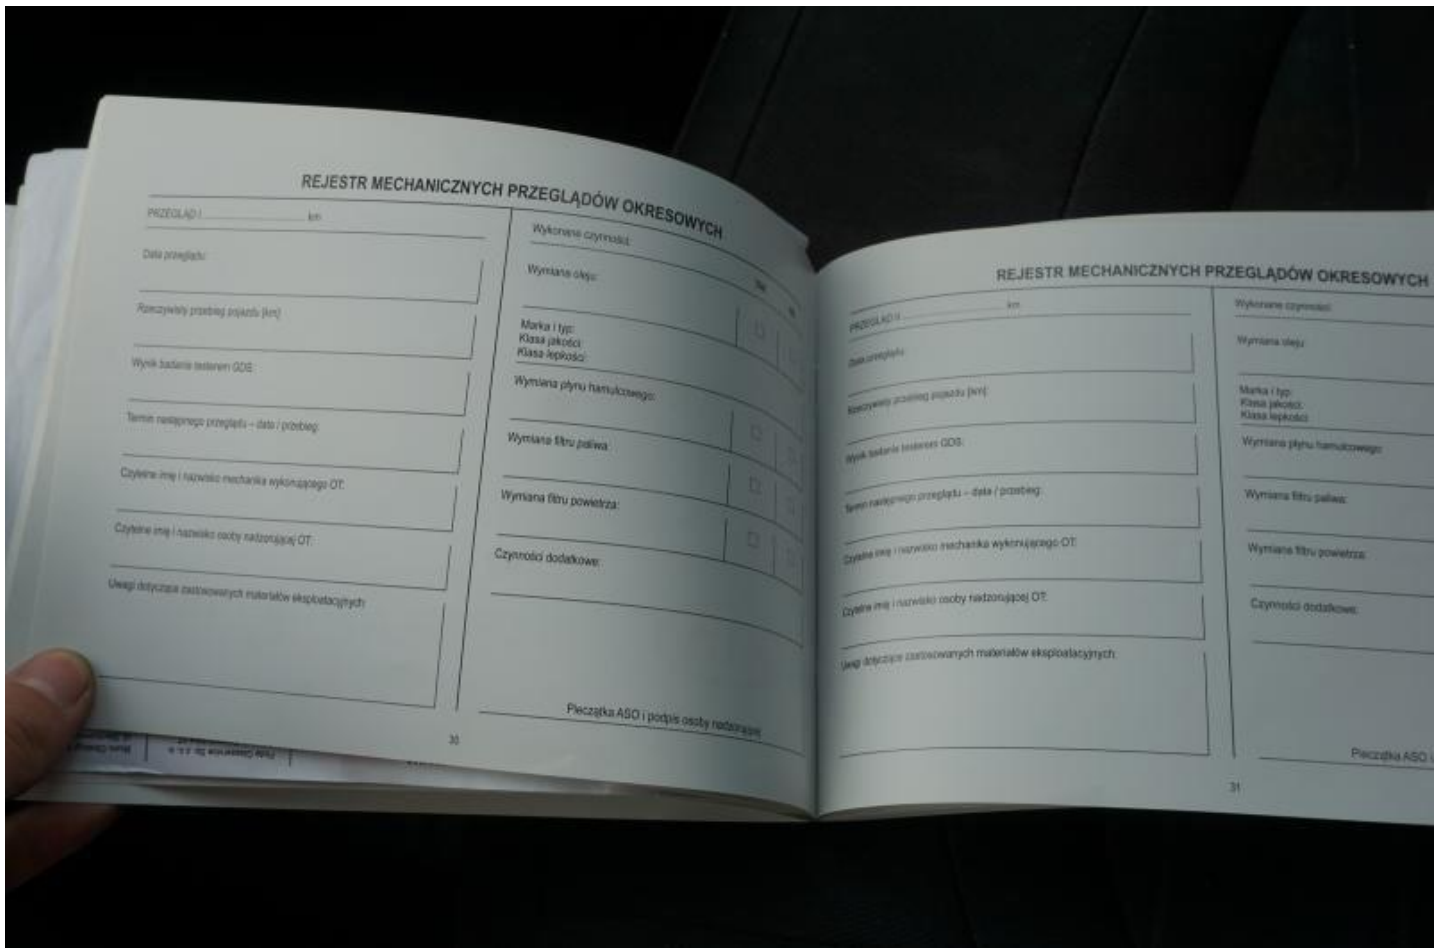 REJESTR MECHANICZNYCH PRZEGLĄDÓW OKRESOWYCH
PRZEGLĄD I ............ km
Data przeglądu:
Rzeczywisty przebieg pojazdu [km]:
Wynik badania testerem GDS:
Termin następnego przeglądu – data / przebieg:
Czytelne imię i nazwisko mechanika wykonującego OT:
Czytelne imię i nazwisko osoby nadzorującej OT:
Uwagi dotyczące zastosowanych materiałów eksploatacyjnych:
Wykonane czynności:
Wymiana oleju:
Marka i typ:
Klasa jakości:
Klasa lepkości:
Wymiana płynu hamulcowego:
Wymiana filtru paliwa:
Wymiana filtru powietrza:
Czynności dodatkowe:
Pieczątka ASO i podpis osoby nadzorującej
30
REJESTR MECHANICZNYCH PRZEGLĄDÓW OKRESOWYCH
PRZEGLĄD II ............ km
Data przeglądu:
Rzeczywisty przebieg pojazdu [km]:
Wynik badania testerem GDS:
Termin następnego przeglądu – data / przebieg:
Czytelne imię i nazwisko mechanika wykonującego OT:
Czytelne imię i nazwisko osoby nadzorującej OT:
Uwagi dotyczące zastosowanych materiałów eksploatacyjnych:
Wykonane czynności:
Wymiana oleju:
Marka i typ:
Klasa jakości:
Klasa lepkości:
Wymiana płynu hamulcowego:
Wymiana filtru paliwa:
Wymiana filtru powietrza:
Czynności dodatkowe:
Pieczątka ASO
31